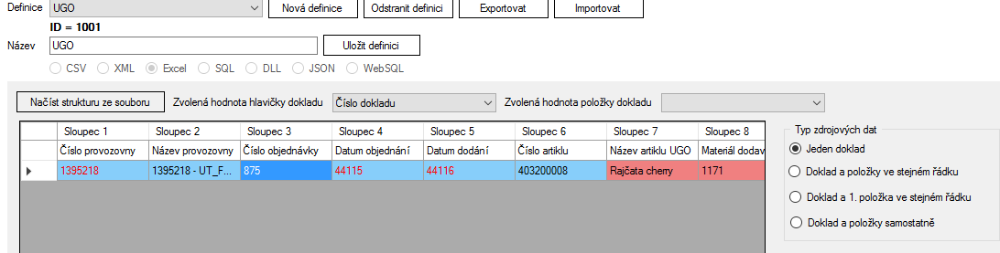 Definice UGO Nová definice Odstranit definici Exportovat Importovat
ID = 1001
Název UGO Uložit definici
CSV XML Excel SQL DLL JSON WebSQL
Načíst strukturu ze souboru Zvolená hodnota hlavičky dokladu Číslo dokladu Zvolená hodnota položky dokladu
Sloupec 1 Sloupec 2 Sloupec 3 Sloupec 4 Sloupec 5 Sloupec 6 Sloupec 7 Sloupec 8
Číslo provozovny Název provozovny Číslo objednávky Datum objednání Datum dodání Číslo artiklu Název artiklu UGO Materiál dodav
1395218 1395218 - UT_F... 875 44115 44116 403200008 Rajčata cherry 1171
Typ zdrojových dat
Jeden doklad
Doklad a položky ve stejném řádku
Doklad a 1. položka ve stejném řádku
Doklad a položky samostatně